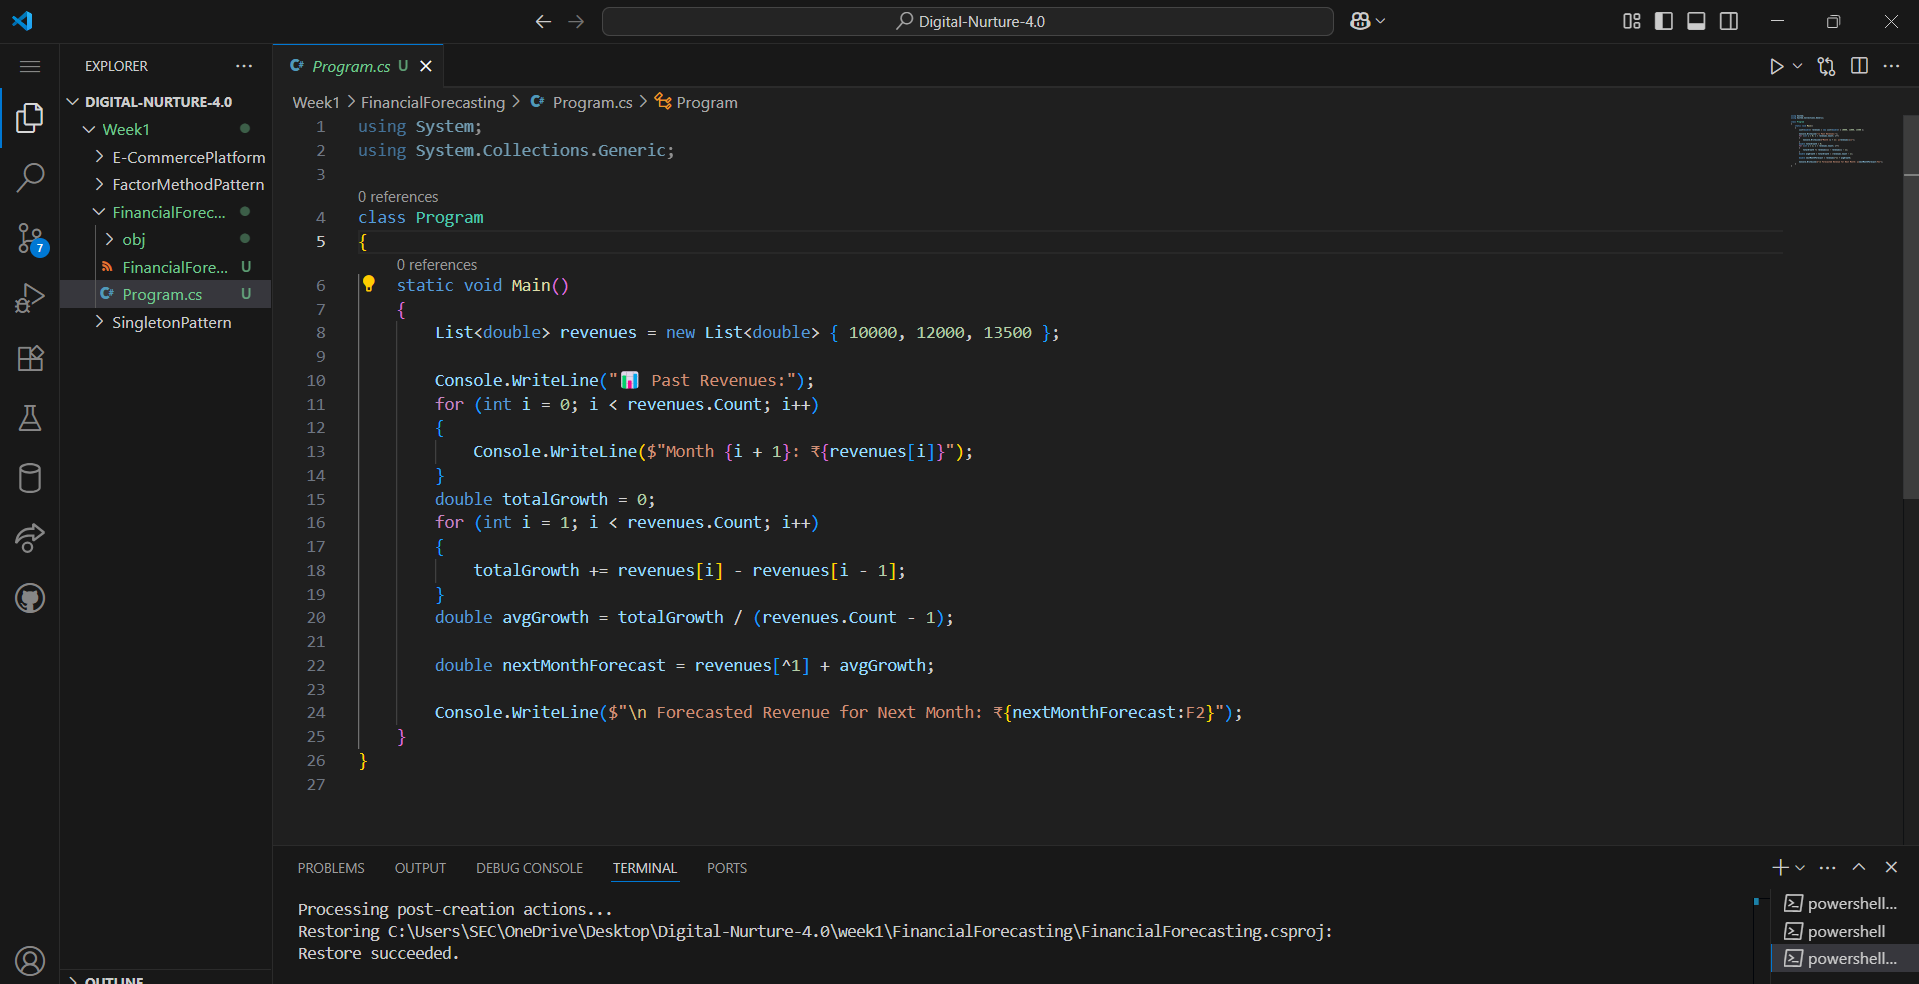 Digital-Nurture-4.0
EXPLORER
DIGITAL-NURTURE-4.0
Week1
E-CommercePlatform
FactorMethodPattern
FinancialForec...
obj
FinancialFore... U
Program.cs U
SingletonPattern
OUTLINE
7
Program.cs U
Week1 > FinancialForecasting > Program.cs > Program
1 using System;
2 using System.Collections.Generic;
3
0 references
4 class Program
5 {
0 references
6     static void Main()
7     {
8         List<double> revenues = new List<double> { 10000, 12000, 13500 };
9
10         Console.WriteLine("📊 Past Revenues:");
11         for (int i = 0; i < revenues.Count; i++)
12         {
13             Console.WriteLine($"Month {i + 1}: ₹{revenues[i]}");
14         }
15         double totalGrowth = 0;
16         for (int i = 1; i < revenues.Count; i++)
17         {
18             totalGrowth += revenues[i] - revenues[i - 1];
19         }
20         double avgGrowth = totalGrowth / (revenues.Count - 1);
21
22         double nextMonthForecast = revenues[^1] + avgGrowth;
23
24         Console.WriteLine($"\n Forecasted Revenue for Next Month: ₹{nextMonthForecast:F2}");
25     }
26 }
27
PROBLEMS OUTPUT DEBUG CONSOLE TERMINAL PORTS
Processing post-creation actions...
Restoring C:\Users\SEC\OneDrive\Desktop\Digital-Nurture-4.0\week1\FinancialForecasting\FinancialForecasting.csproj:
Restore succeeded.
powershell...
powershell
powershell...